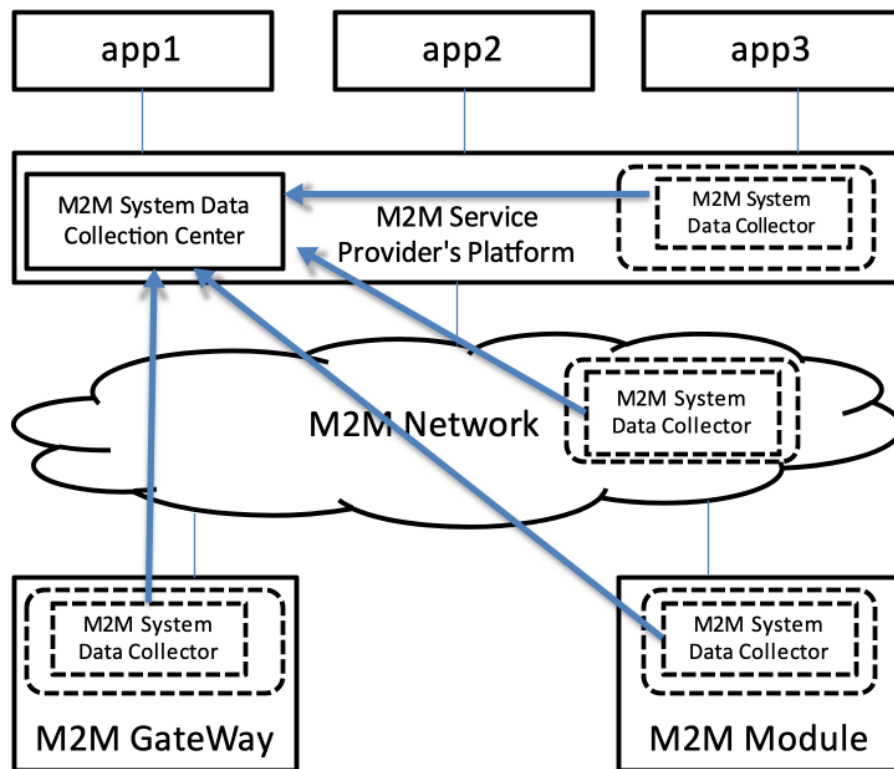 app1
app2
app3
M2M System Data
Collection Center
M2M Service
Provider's Platform
M2M System
Data Collector
M2M Network
M2M System
Data Collector
M2M System
Data Collector
M2M GateWay
M2M System
Data Collector
M2M Module